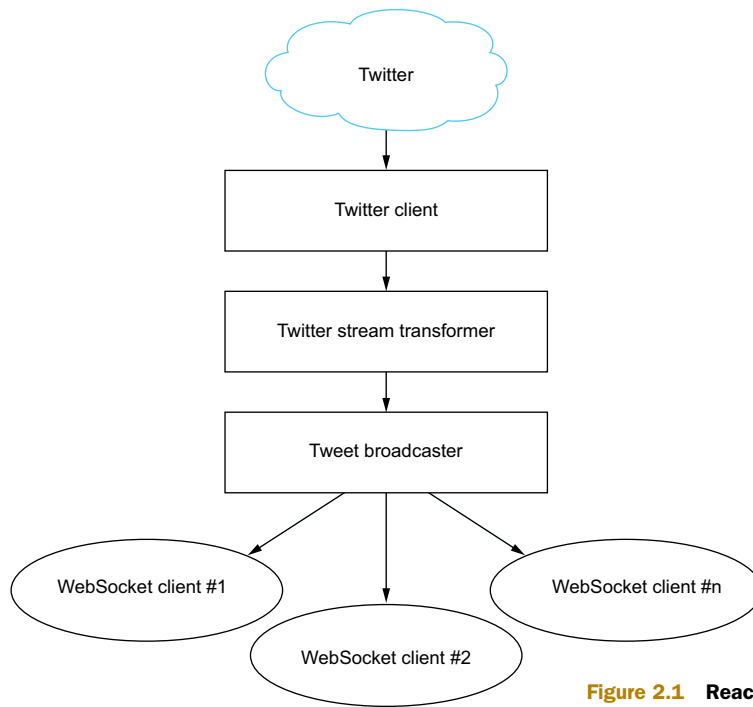 Twitter
Twitter client
Twitter stream transformer
Tweet broadcaster
WebSocket client #1
WebSocket client #2
WebSocket client #n
Figure 2.1 Reac